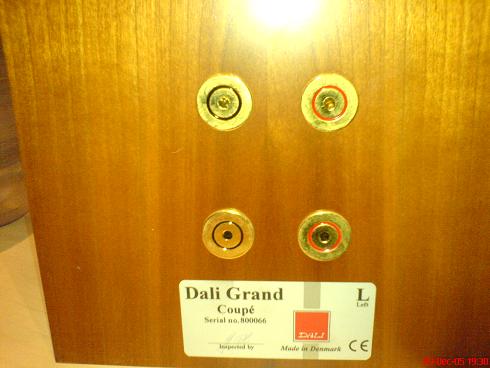 Dali Grand
Coupé
Serial no. 800066
Inspected by
L
Left
DALI
Made in Denmark
CE